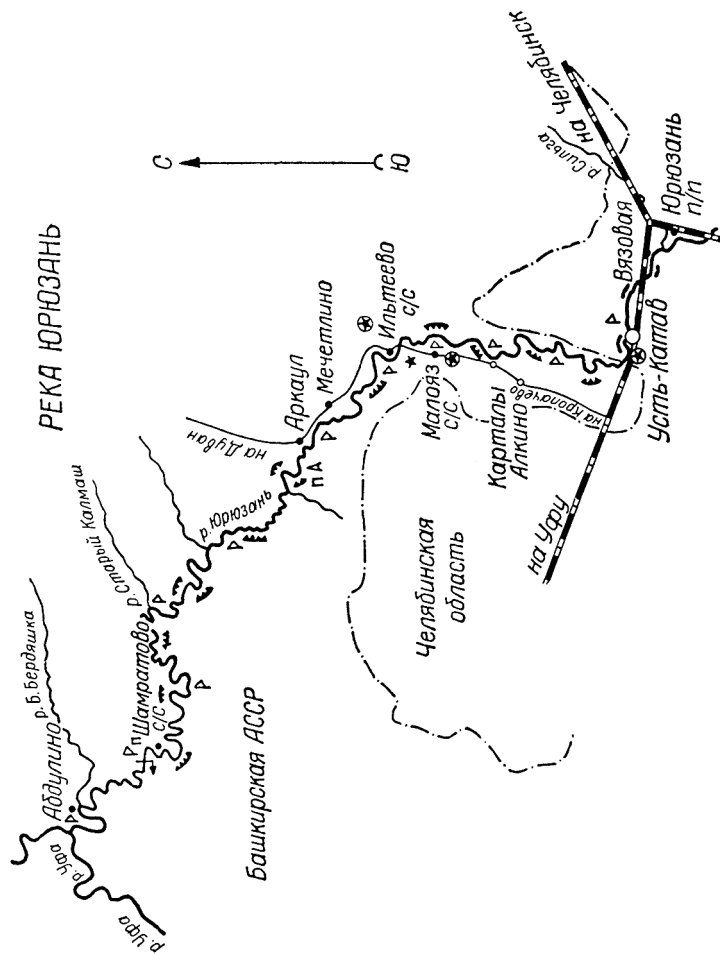 РЕКА ЮРЮЗАНЬ
С
Ю
р. Уфа
р. Уфа
Абдулино
р. Б. Бердяшка
Шамратово
с/с
П
р. Старый Калмаш
р. Юрюзань
на Дуван
Аркаул
Мечетлино
П А
Ильтеево
с/с
Малояз
с/с
Карталы
Алкино
на Кропачево
Башкирская АССР
Челябинская
область
на Уфу
Усть-Катав
Вязовая
Юрюзань
п/п
р. Сильга
на Челябинск